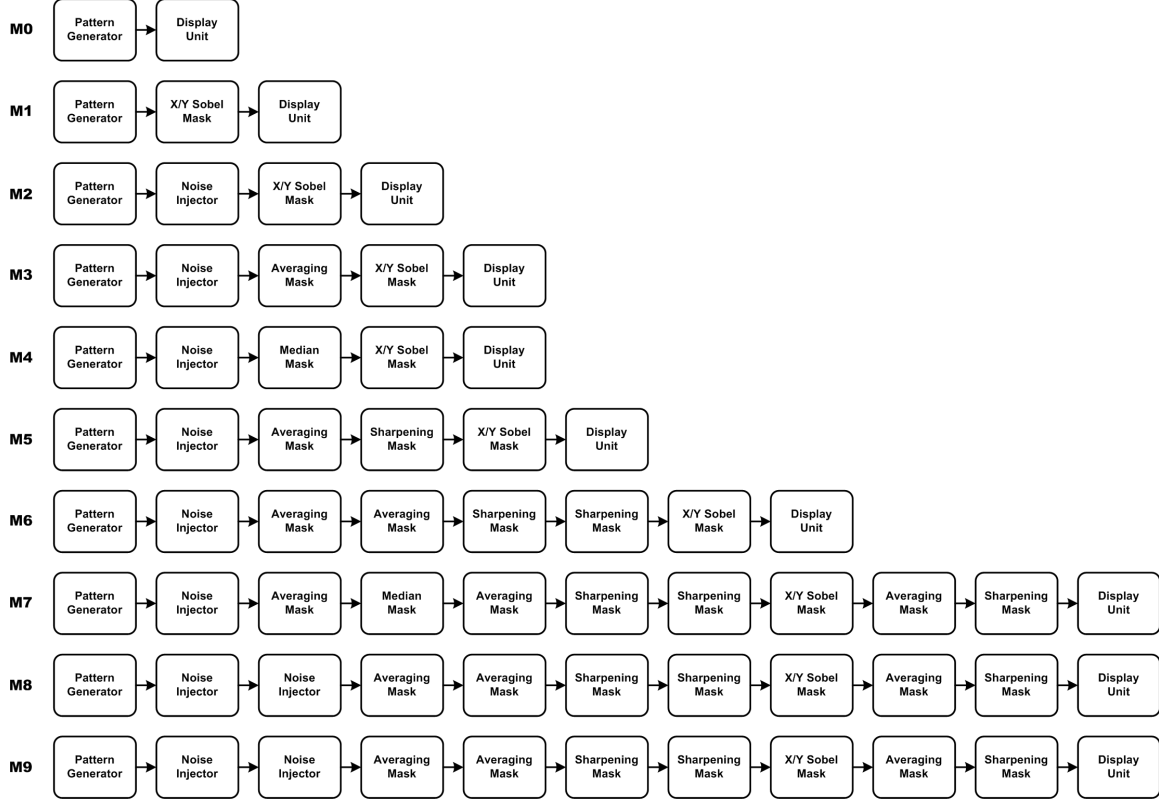 M0
Pattern
Generator
Display
Unit
M1
Pattern
Generator
X/Y Sobel
Mask
Display
Unit
M2
Pattern
Generator
Noise
Injector
X/Y Sobel
Mask
Display
Unit
M3
Pattern
Generator
Noise
Injector
Averaging
Mask
X/Y Sobel
Mask
Display
Unit
M4
Pattern
Generator
Noise
Injector
Median
Mask
X/Y Sobel
Mask
Display
Unit
M5
Pattern
Generator
Noise
Injector
Averaging
Mask
Sharpening
Mask
X/Y Sobel
Mask
Display
Unit
M6
Pattern
Generator
Noise
Injector
Averaging
Mask
Averaging
Mask
Sharpening
Mask
Sharpening
Mask
X/Y Sobel
Mask
Display
Unit
M7
Pattern
Generator
Noise
Injector
Averaging
Mask
Median
Mask
Averaging
Mask
Sharpening
Mask
Sharpening
Mask
X/Y Sobel
Mask
Averaging
Mask
Sharpening
Mask
Display
Unit
M8
Pattern
Generator
Noise
Injector
Noise
Injector
Averaging
Mask
Averaging
Mask
Sharpening
Mask
Sharpening
Mask
X/Y Sobel
Mask
Averaging
Mask
Sharpening
Mask
Display
Unit
M9
Pattern
Generator
Noise
Injector
Noise
Injector
Averaging
Mask
Averaging
Mask
Sharpening
Mask
Sharpening
Mask
X/Y Sobel
Mask
Averaging
Mask
Sharpening
Mask
Display
Unit